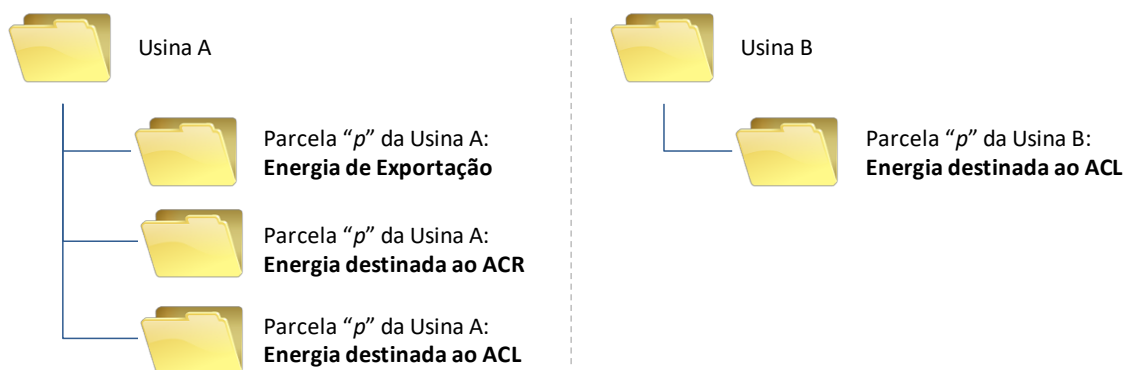 Usina A
Parcela “p” da Usina A:
Energia de Exportação
Parcela “p” da Usina A:
Energia destinada ao ACR
Parcela “p” da Usina A:
Energia destinada ao ACL
Usina B
Parcela “p” da Usina B:
Energia destinada ao ACL